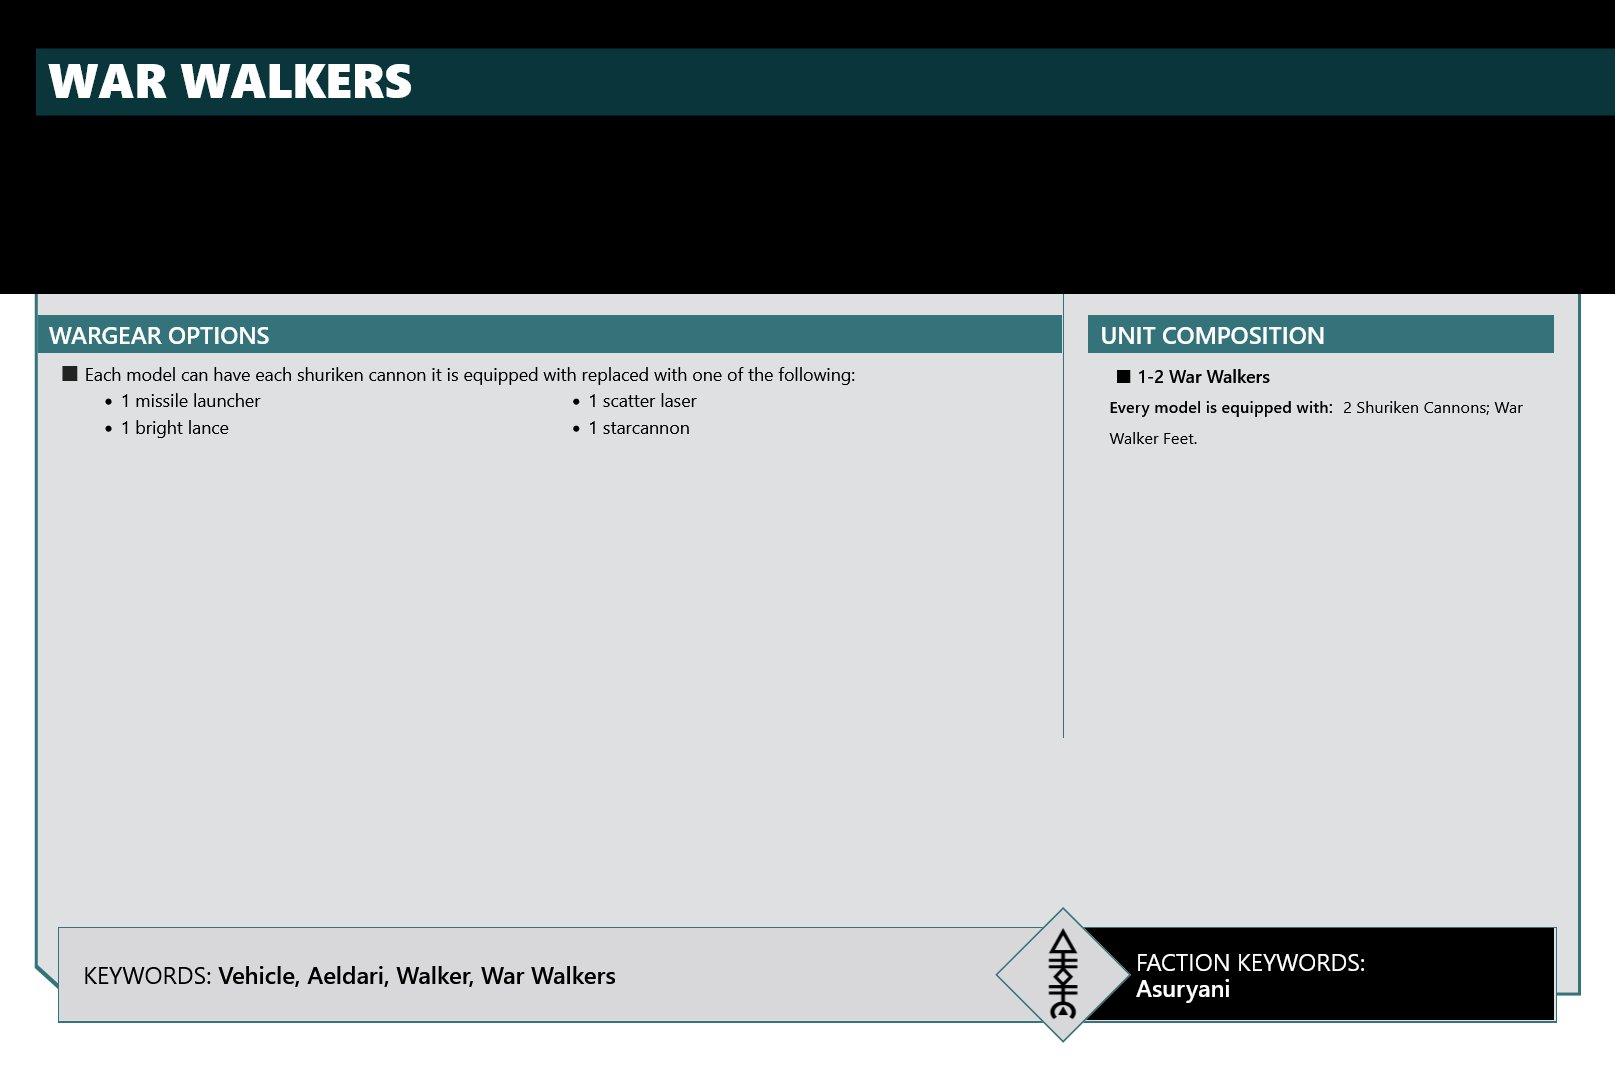 WAR WALKERS
WARGEAR OPTIONS
■ Each model can have each shuriken cannon it is equipped with replaced with one of the following:
• 1 missile launcher
• 1 bright lance
• 1 scatter laser
• 1 starcannon
UNIT COMPOSITION
■ 1-2 War Walkers
Every model is equipped with: 2 Shuriken Cannons; War
Walker Feet.
KEYWORDS: Vehicle, Aeldari, Walker, War Walkers
FACTION KEYWORDS:
Asuryani